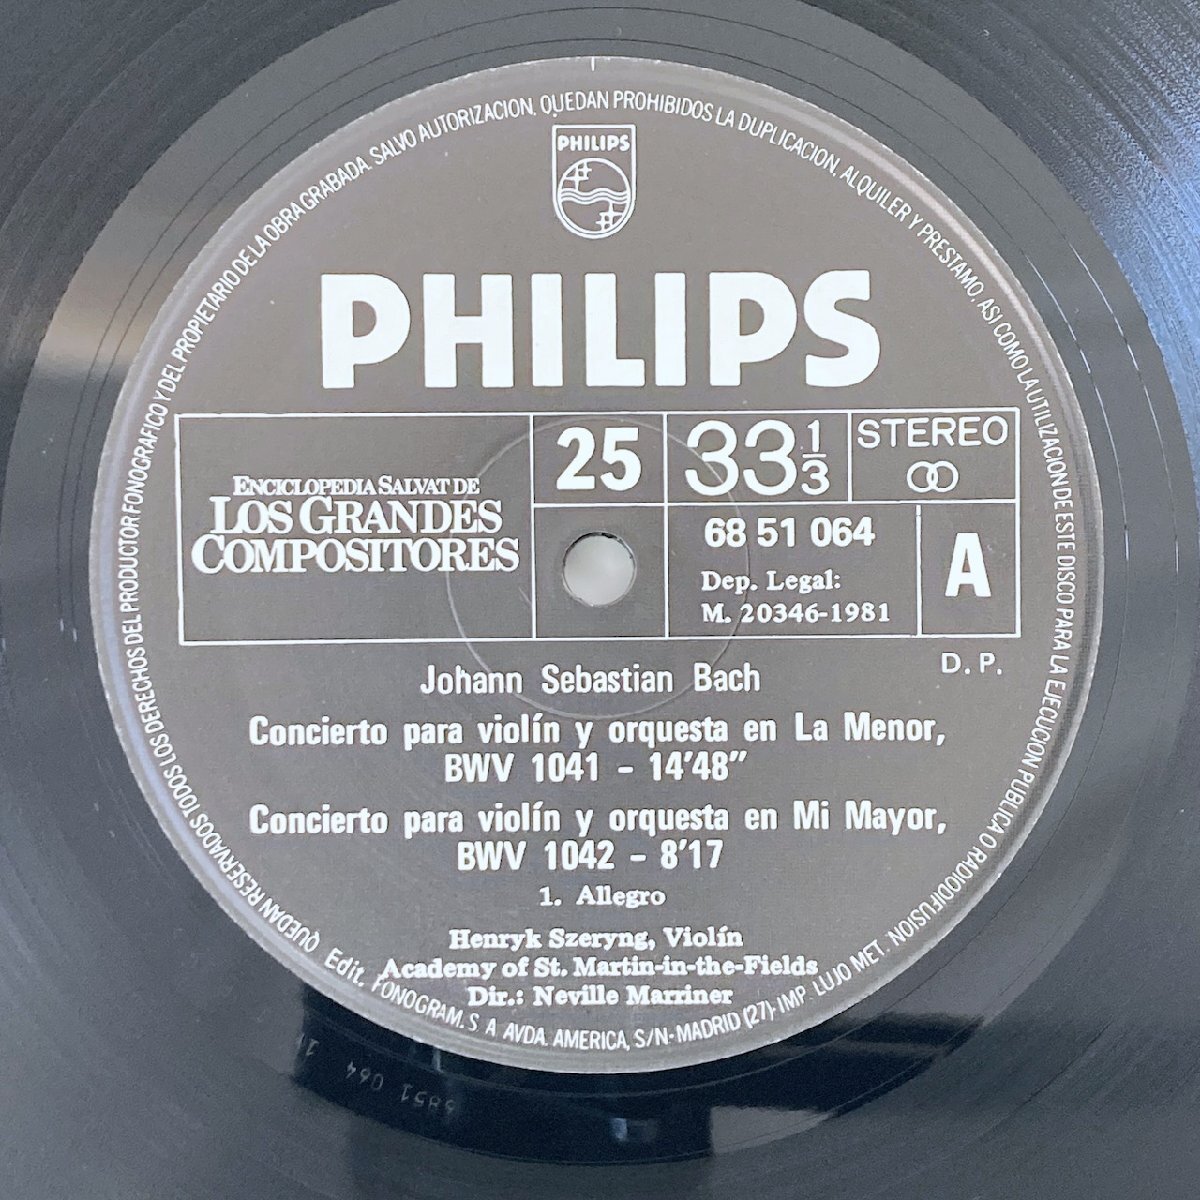 QUEDAN RESERVADOS TODOS LOS DERECHOS DEL PRODUCTOR FONOGRAFICO Y DEL PROPIETARIO DE LA OBRA GRABADA. SALVO AUTORIZACION, QUEDAN PROHIBIDOS LA DUPLICACION, ALQUILER Y PRESTAMO, ASI COMO LA UTILIZACION DE ESTE DISCO PARA LA EJECUCION PUBLICA O RADIODIFUSION
PHILIPS
PHILIPS
ENCICLOPEDIA SALVAT DE
LOS GRANDES
COMPOSITORES
25
33 1/3
STEREO
68 51 064
Dep. Legal:
M. 20346-1981
A
D. P.
Johann Sebastian Bach
Concierto para violín y orquesta en La Menor,
BWV 1041 - 14'48"
Concierto para violín y orquesta en Mi Mayor,
BWV 1042 - 8'17
1. Allegro
Henryk Szeryng, Violín
Academy of St. Martin-in-the-Fields
Dir.: Neville Marriner
Edit. FONOGRAM. S A AVDA. AMERICA, S/N-MADRID (27)- IMP. LUJO MET.
6851 064